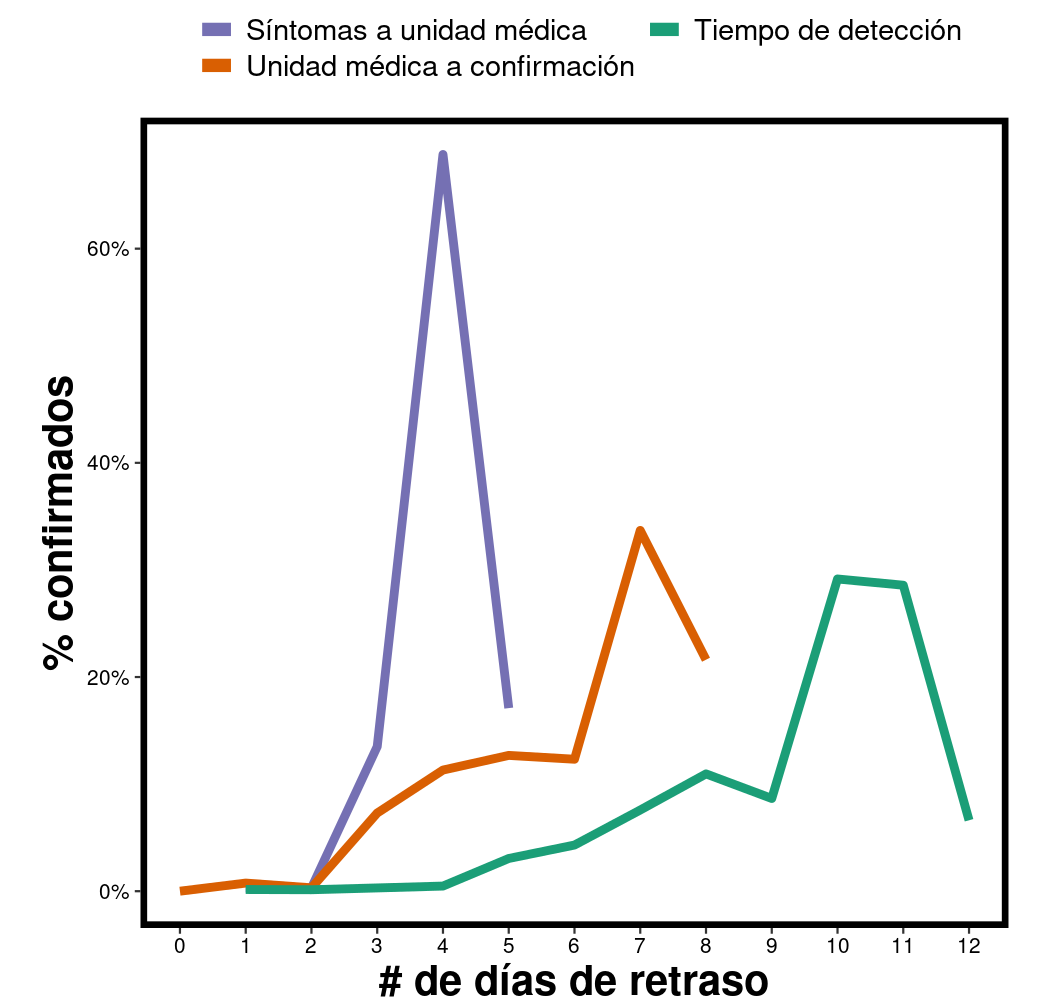 Síntomas a unidad médica
Tiempo de detección
Unidad médica a confirmación
60%
40%
20%
0%
% confirmados
0 1 2 3 4 5 6 7 8 9 10 11 12
# de días de retraso